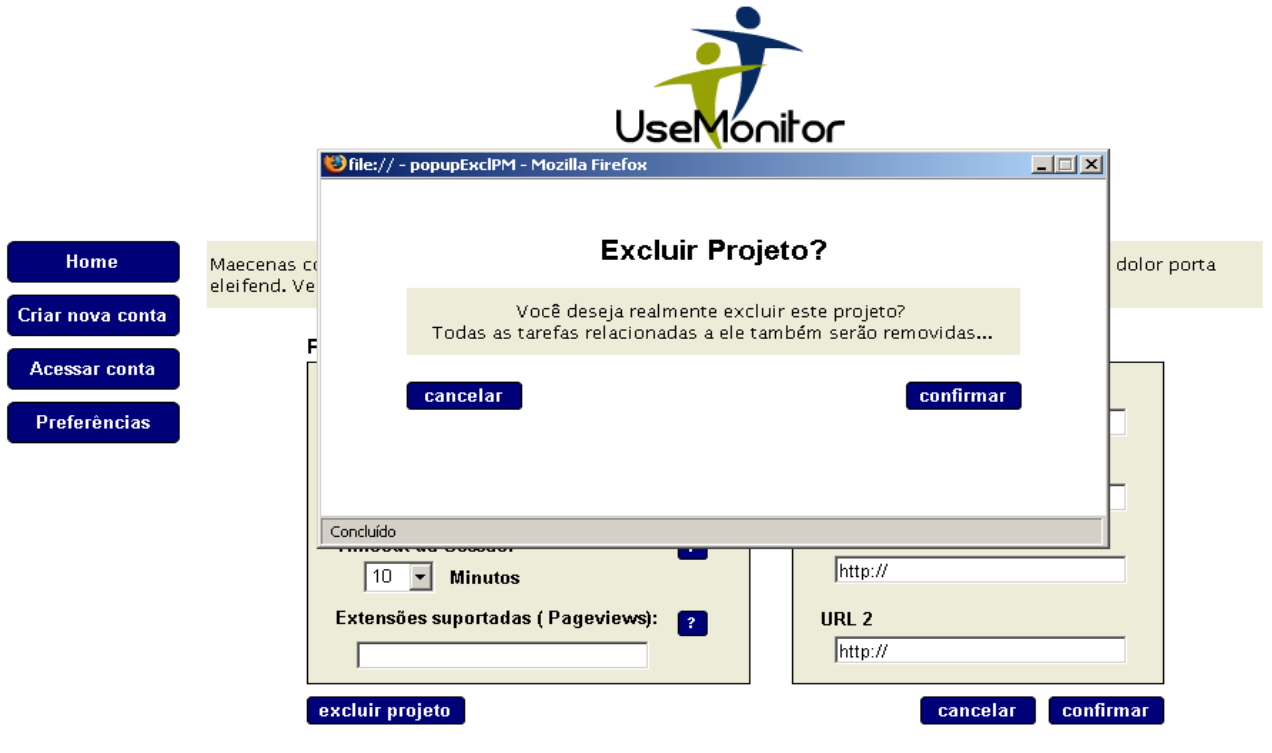 UseMonitor
file:// - popupExclPM - Mozilla Firefox
Excluir Projeto?
Você deseja realmente excluir este projeto?
Todas as tarefas relacionadas a ele também serão removidas...
cancelar
confirmar
Concluído
Home
Criar nova conta
Acessar conta
Preferências
Maecenas
dolor porta
eleifend.
10
Minutos
Extensões suportadas ( Pageviews):
?
http://
URL 2
http://
excluir projeto
cancelar
confirmar